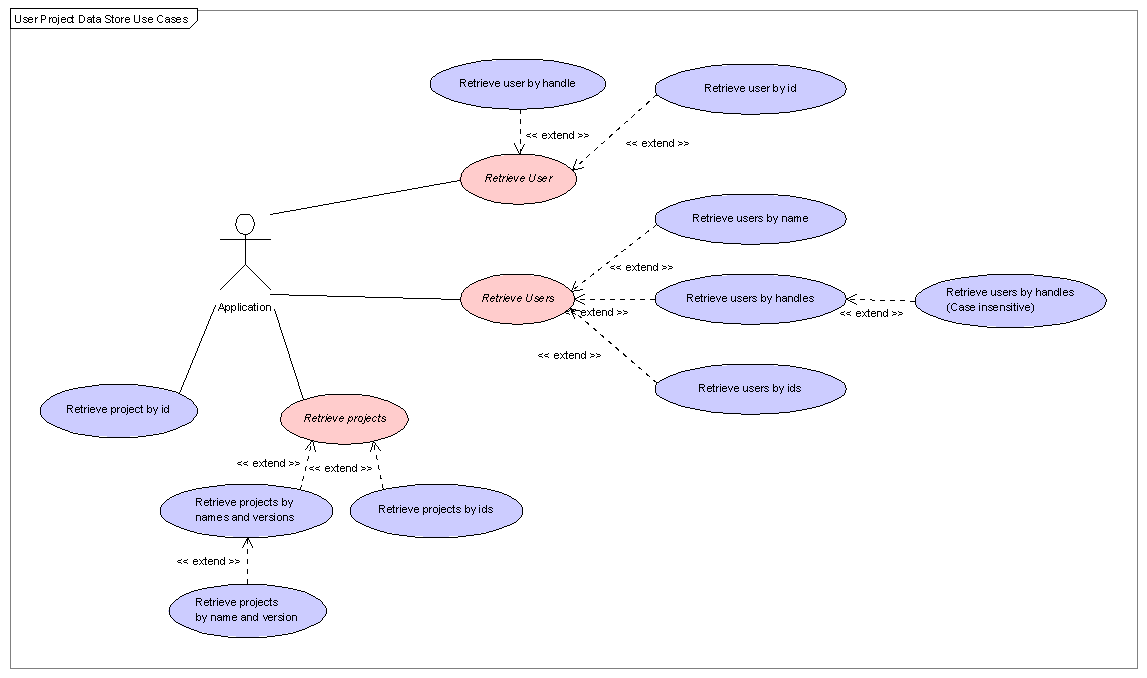 User Project Data Store Use Cases
Retrieve user by handle
Retrieve user by id
<< extend >>
<< extend >>
Retrieve User
Retrieve users by name
<< extend >>
Retrieve Users
Retrieve users by handles
Retrieve users by handles
(Case insensitive)
<< extend >>
<< extend >>
Application
<< extend >>
Retrieve users by ids
Retrieve project by id
Retrieve projects
<< extend >>
<< extend >>
Retrieve projects by
names and versions
Retrieve projects by ids
<< extend >>
Retrieve projects
by name and version